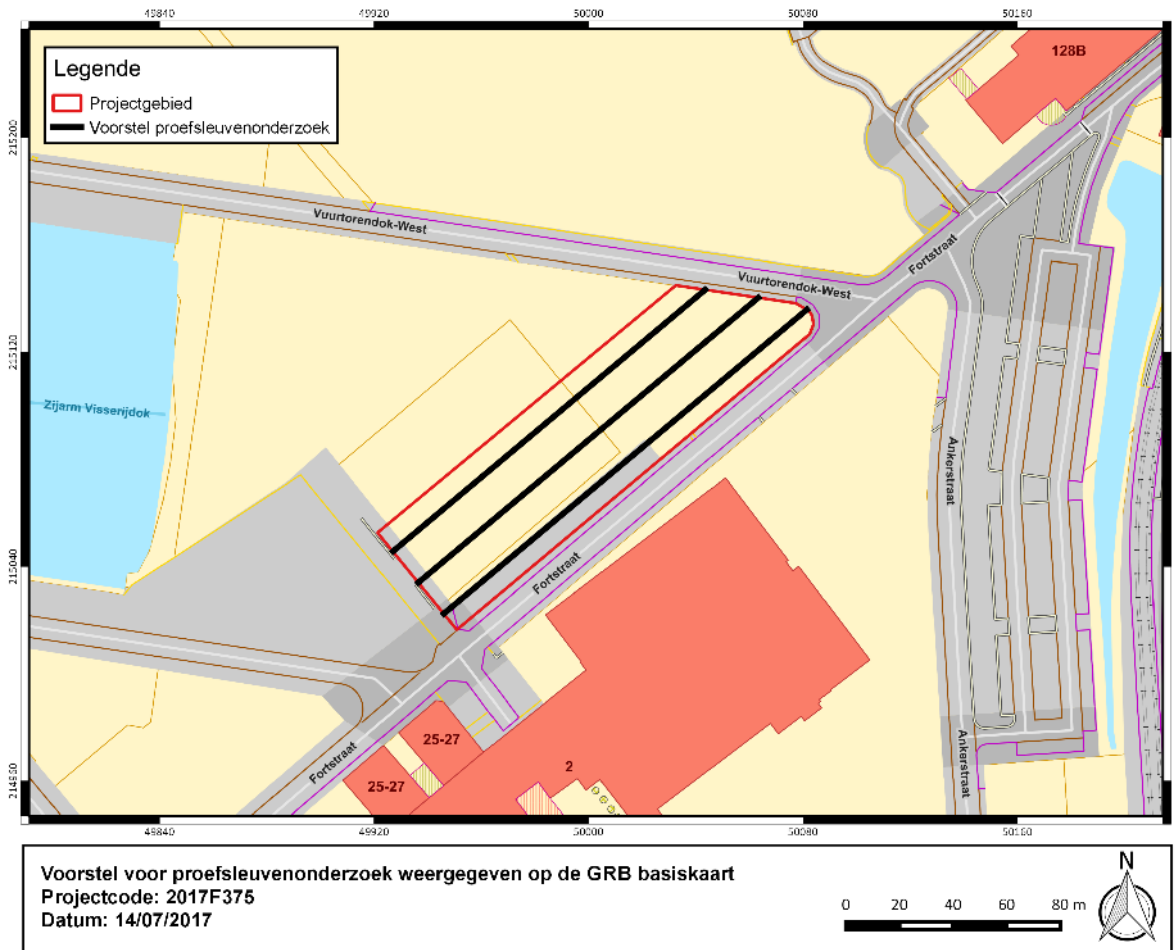 49840 49920 50000 50080 50160
Legende
Projectgebied
Voorstel proefsleuvenonderzoek
128B
215200
Vuurtorendok-West
Fortstraat
Vuurtorendok-West
215120
Zijarm Visserijdok
Ankerstraat
215040
Fortstraat
Ankerstraat
25-27
Fortstraat
2
25-27
49840 49920 50000 50080 50160
Voorstel voor proefsleuvenonderzoek weergegeven op de GRB basiskaart
Projectcode: 2017F375
Datum: 14/07/2017
N
0 20 40 60 80 m